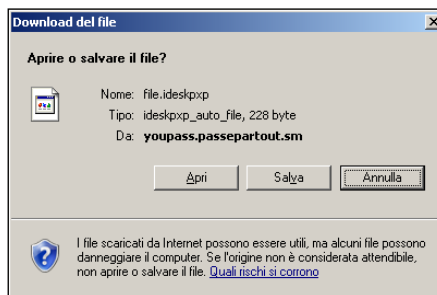 Download del file
Aprire o salvare il file?
Nome: file.ideskpxp
Tipo: ideskpxp_auto_file, 228 byte
Da: youpass.passepartout.sm
Apri Salva Annulla
I file scaricati da Internet possono essere utili, ma alcuni file possono
danneggiare il computer. Se l'origine non è considerata attendibile,
non aprire o salvare il file. Quali rischi si corrono